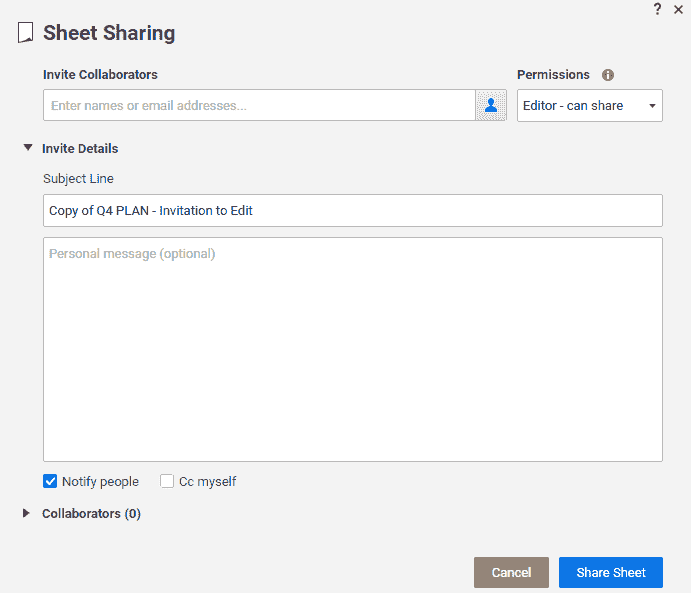 ?
Sheet Sharing
Invite Collaborators
Permissions
Enter names or email addresses...
Editor - can share
Invite Details
Subject Line
Copy of Q4 PLAN - Invitation to Edit
Personal message (optional)
Notify people
Cc myself
Collaborators (0)
Cancel
Share Sheet